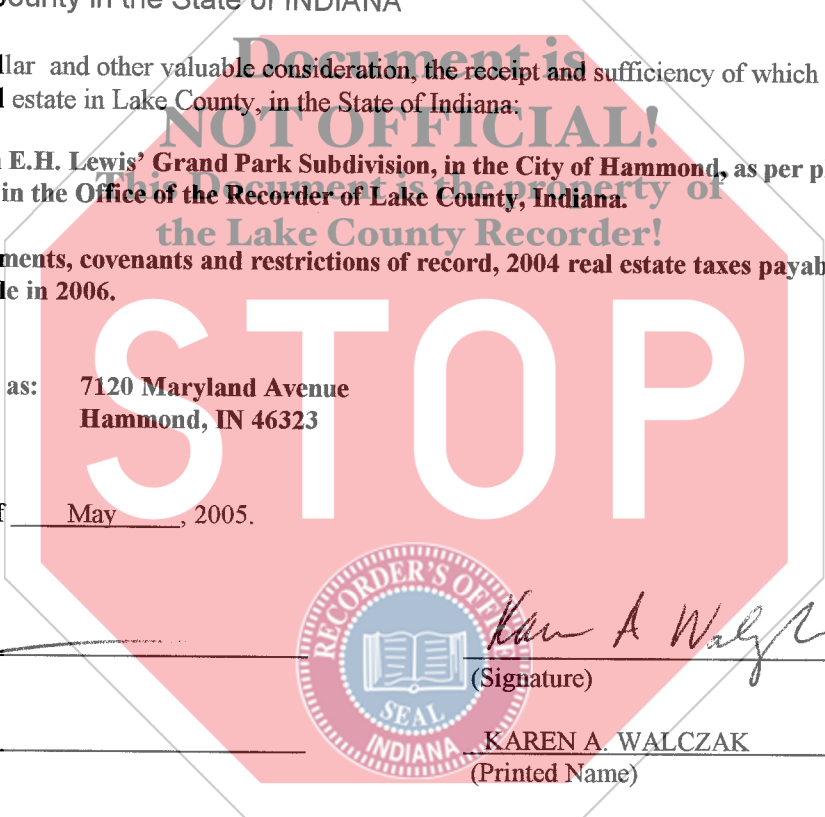 County in the State of INDIANA
Document is
llar and other valuable consideration, the receipt and sufficiency of which
l estate in Lake County, in the State of Indiana:
NOT OFFICIAL!
E.H. Lewis' Grand Park Subdivision, in the City of Hammond, as per p
This Document is the property of
in the Office of the Recorder of Lake County, Indiana.
the Lake County Recorder!
ments, covenants and restrictions of record, 2004 real estate taxes payab
le in 2006.
STOP
as: 7120 Maryland Avenue
Hammond, IN 46323
f May, 2005.
RECORDER'S OFFICE
SEAL
INDIANA
Karen A Walczak
(Signature)
KAREN A. WALCZAK
(Printed Name)